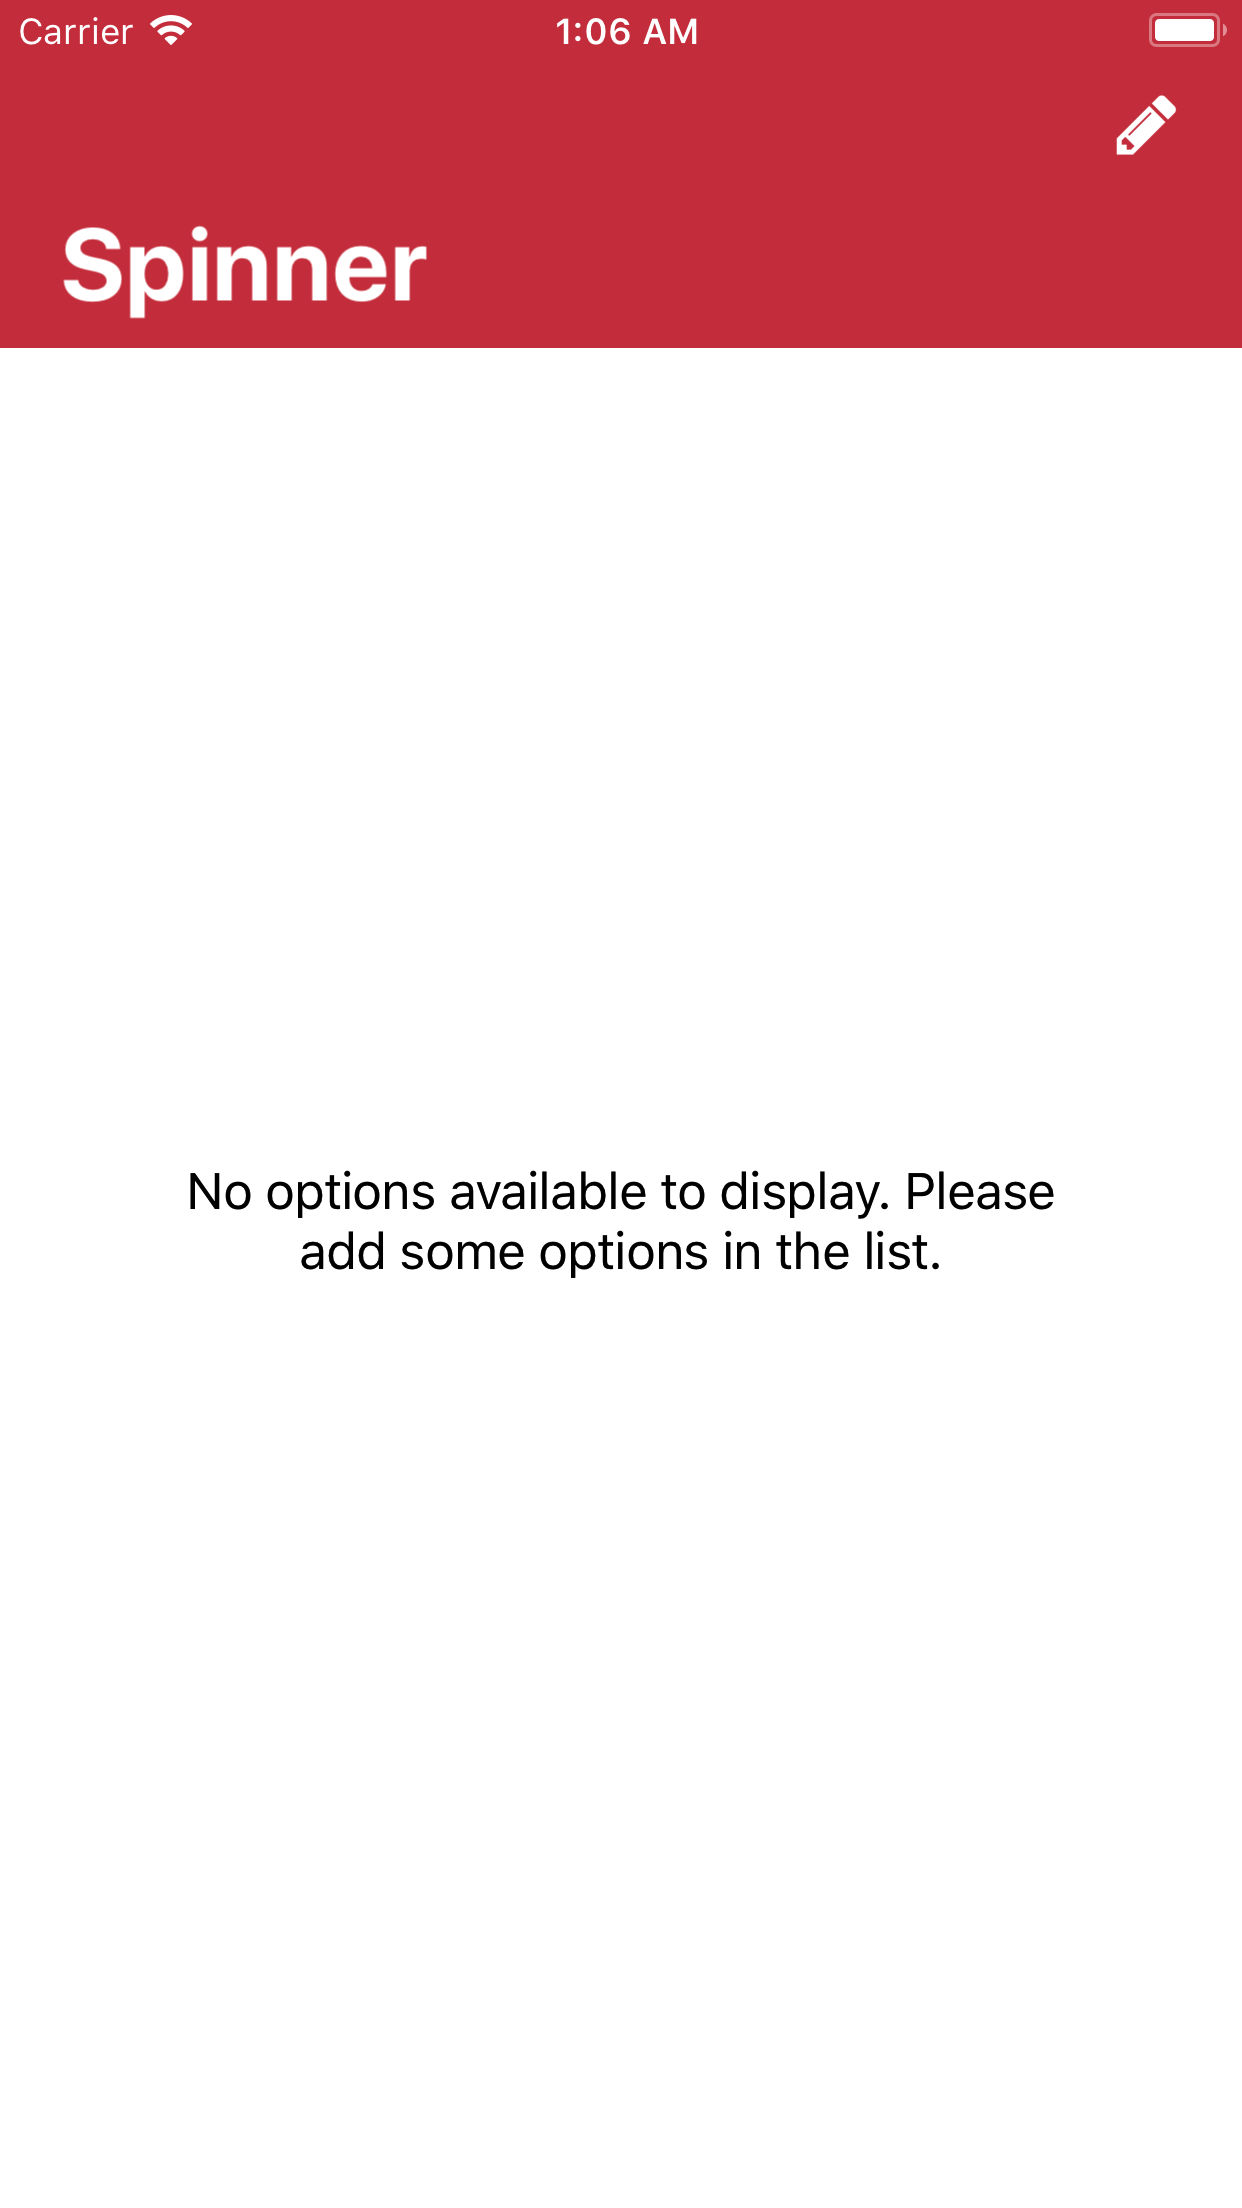 Carrier
1:06 AM
Spinner
No options available to display. Please
add some options in the list.